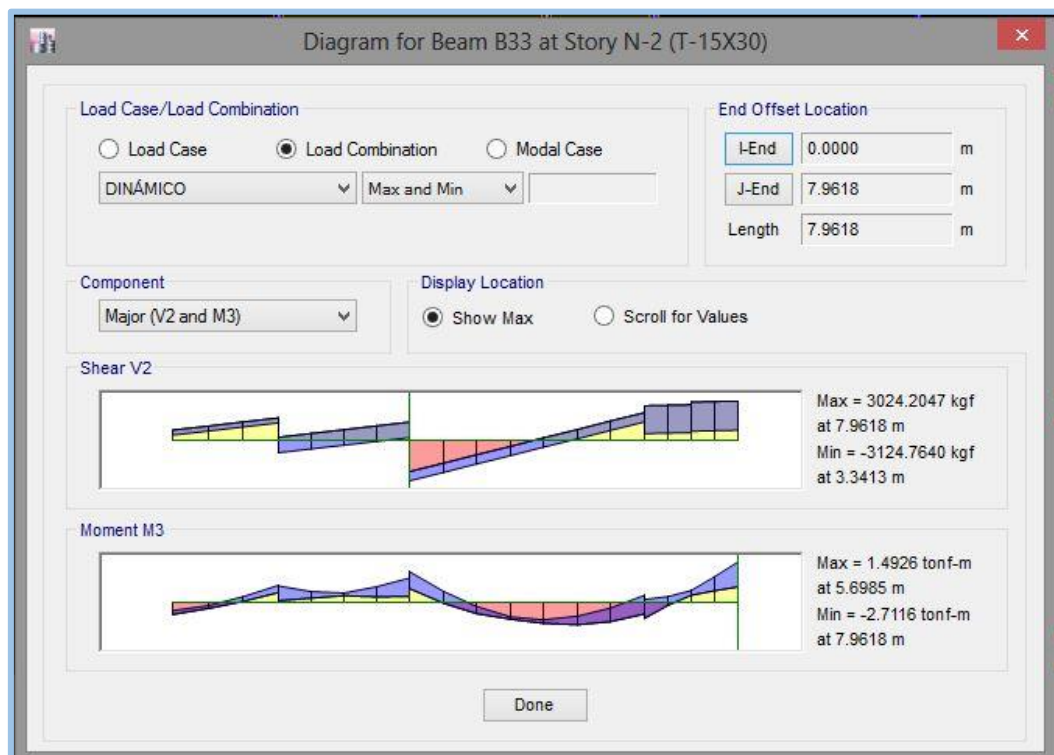 Diagram for Beam B33 at Story N-2 (T-15X30)
Load Case/Load Combination
Load Case
Load Combination
Modal Case
DINÁMICO
Max and Min
End Offset Location
I-End
0.0000
m
J-End
7.9618
m
Length
7.9618
m
Component
Major (V2 and M3)
Display Location
Show Max
Scroll for Values
Shear V2
Max = 3024.2047 kgf
at 7.9618 m
Min = -3124.7640 kgf
at 3.3413 m
Moment M3
Max = 1.4926 tonf-m
at 5.6985 m
Min = -2.7116 tonf-m
at 7.9618 m
Done